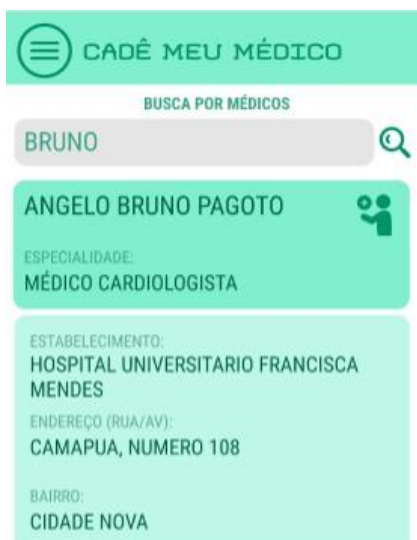 CADÊ MEU MÉDICO
BUSCA POR MÉDICOS
BRUNO
ANGELO BRUNO PAGOTO
ESPECIALIDADE:
MÉDICO CARDIOLOGISTA
ESTABELECIMENTO:
HOSPITAL UNIVERSITARIO FRANCISCA
MENDES
ENDEREÇO (RUA/AV):
CAMAPUA, NUMERO 108
BAIRRO:
CIDADE NOVA